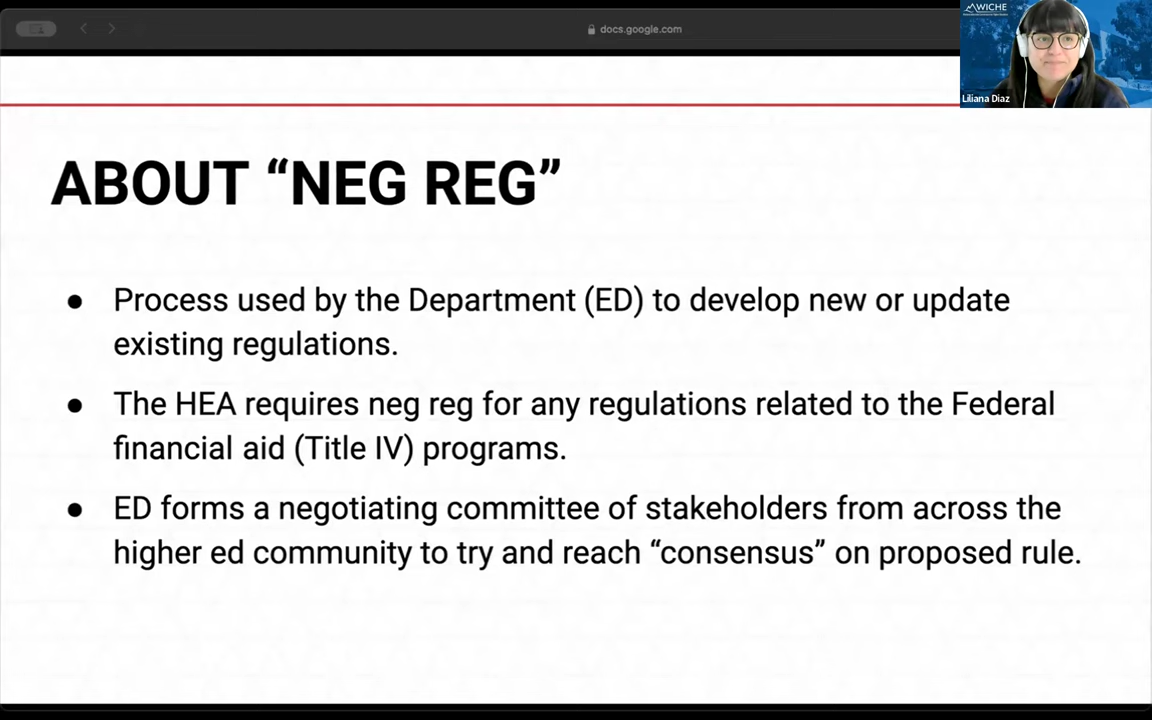 docs.google.com
WICHE
Liliana Diaz
ABOUT “NEG REG”
● Process used by the Department (ED) to develop new or update
existing regulations.
● The HEA requires neg reg for any regulations related to the Federal
financial aid (Title IV) programs.
● ED forms a negotiating committee of stakeholders from across the
higher ed community to try and reach “consensus” on proposed rule.